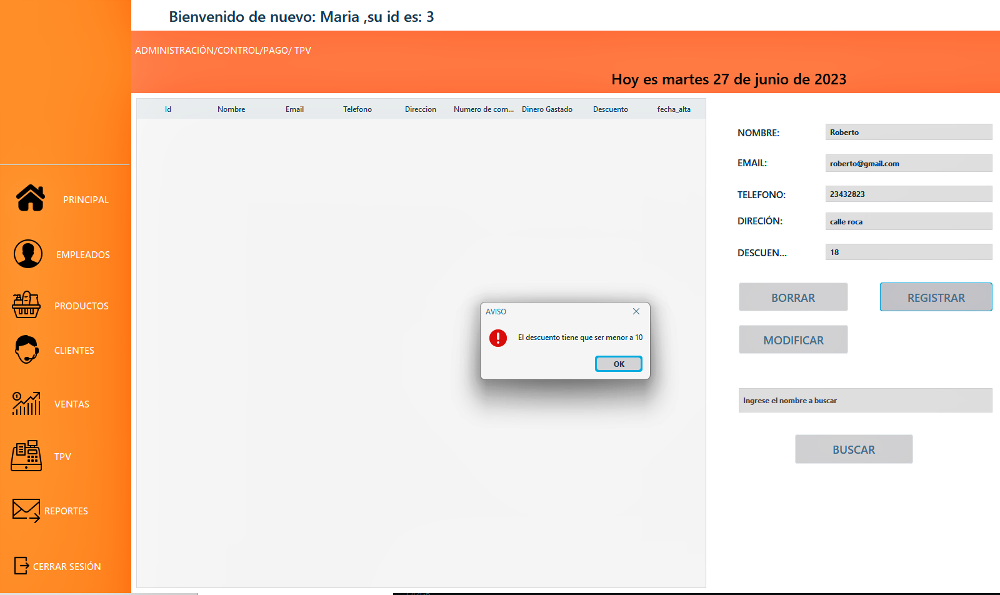 Bienvenido de nuevo: Maria ,su id es: 3
ADMINISTRACIÓN/CONTROL/PAGO/ TPV
Hoy es martes 27 de junio de 2023
PRINCIPAL
EMPLEADOS
PRODUCTOS
CLIENTES
VENTAS
TPV
REPORTES
CERRAR SESIÓN
Id Nombre Email Telefono Direccion Numero de com... Dinero Gastado Descuento fecha_alta
NOMBRE: Roberto
EMAIL: roberto@gmail.com
TELEFONO: 23432823
DIRECIÓN: calle roca
DESCUEN... 18
BORRAR REGISTRAR
MODIFICAR
Ingrese el nombre a buscar
BUSCAR
AVISO
El descuento tiene que ser menor a 10
OK